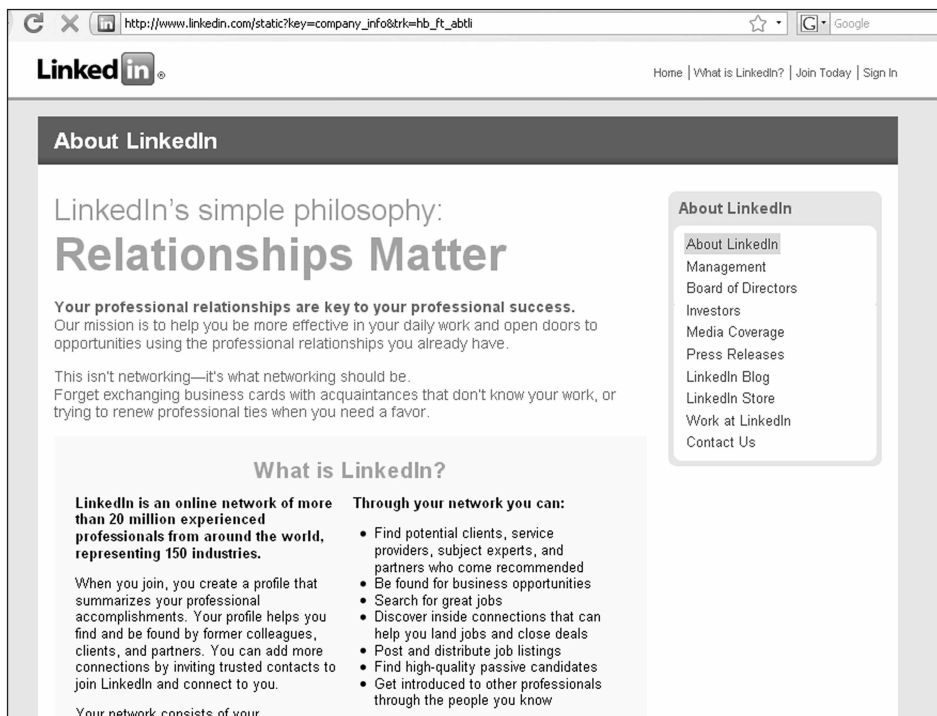 http://www.linkedin.com/static?key=company_info&trk=hb_ft_abtli
G
Google
Linked in ®
Home | What is LinkedIn? | Join Today | Sign In
About LinkedIn
LinkedIn's simple philosophy:
Relationships Matter
Your professional relationships are key to your professional success.
Our mission is to help you be more effective in your daily work and open doors to
opportunities using the professional relationships you already have.
This isn't networking—it's what networking should be.
Forget exchanging business cards with acquaintances that don't know your work, or
trying to renew professional ties when you need a favor.
What is LinkedIn?
LinkedIn is an online network of more
than 20 million experienced
professionals from around the world,
representing 150 industries.
When you join, you create a profile that
summarizes your professional
accomplishments. Your profile helps you
find and be found by former colleagues,
clients, and partners. You can add more
connections by inviting trusted contacts to
join LinkedIn and connect to you.
Your network consists of your
Through your network you can:
• Find potential clients, service
providers, subject experts, and
partners who come recommended
• Be found for business opportunities
• Search for great jobs
• Discover inside connections that can
help you land jobs and close deals
• Post and distribute job listings
• Find high-quality passive candidates
• Get introduced to other professionals
through the people you know
About LinkedIn
About LinkedIn
Management
Board of Directors
Investors
Media Coverage
Press Releases
LinkedIn Blog
LinkedIn Store
Work at LinkedIn
Contact Us